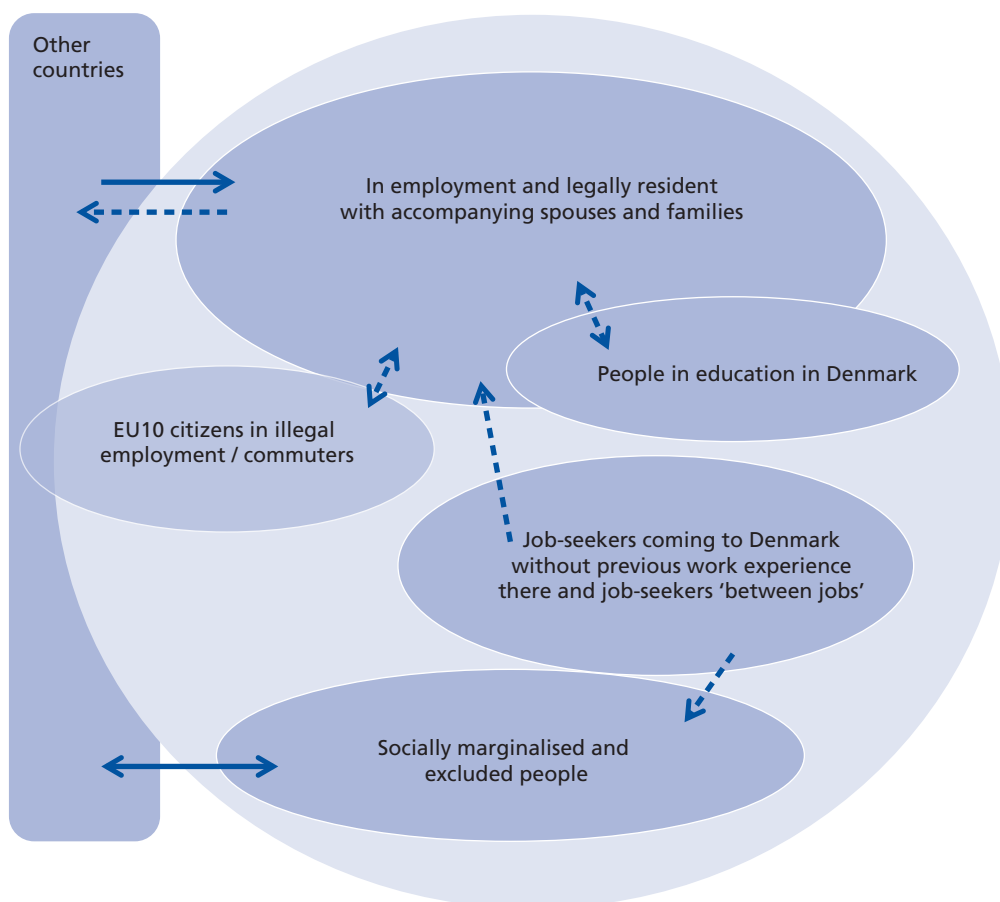 Other
countries
In employment and legally resident
with accompanying spouses and families
People in education in Denmark
EU10 citizens in illegal
employment / commuters
Job-seekers coming to Denmark
without previous work experience
there and job-seekers ‘between jobs’
Socially marginalised and
excluded people